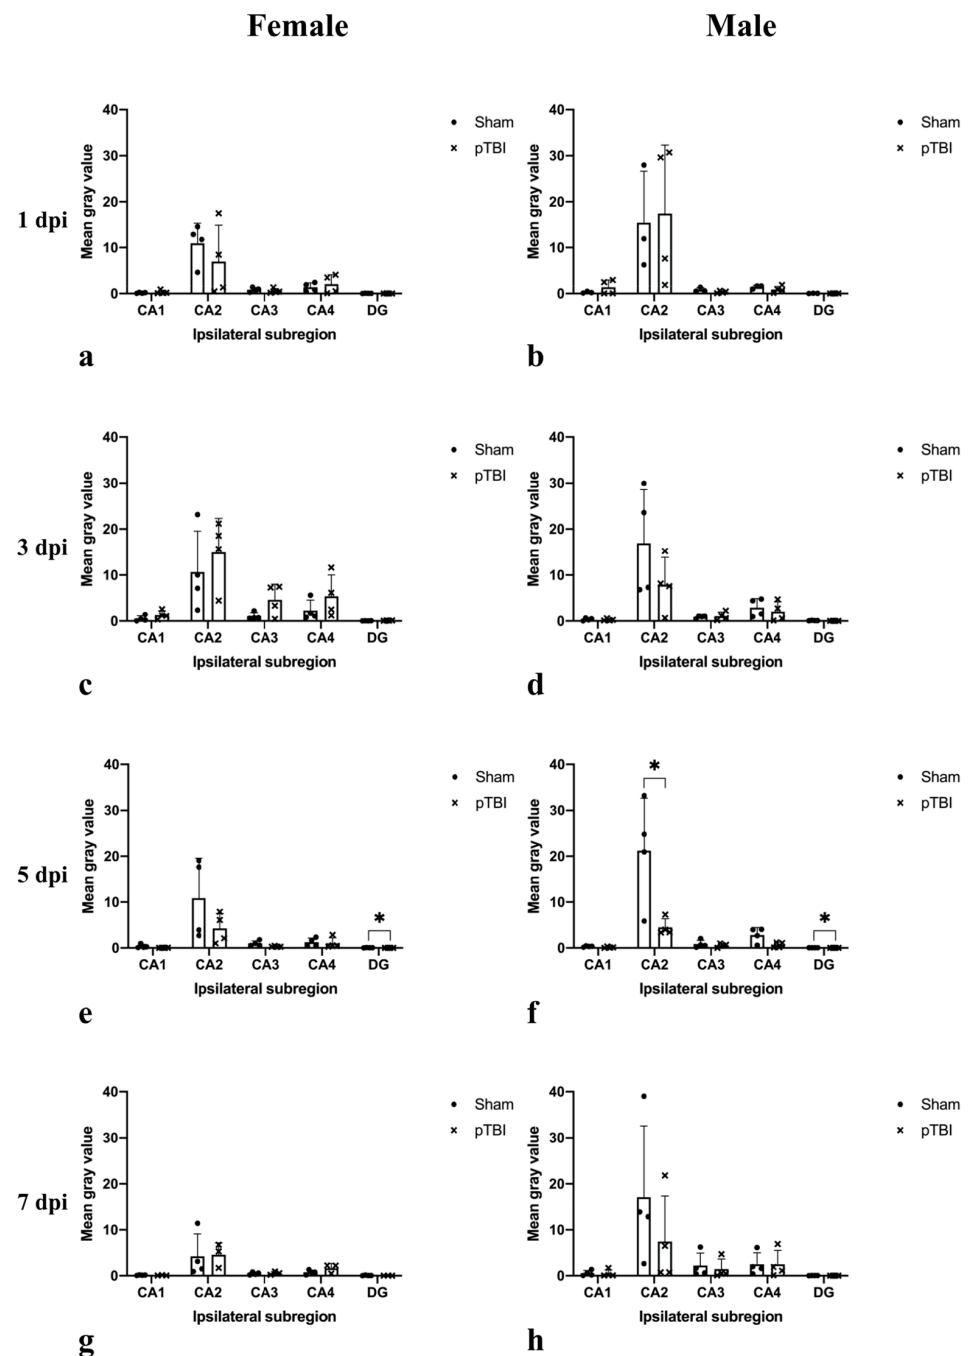 Female Male
1 dpi
Mean gray value
40
30
20
10
0
CA1 CA2 CA3 CA4 DG
Ipsilateral subregion
Sham
pTBI
a
Mean gray value
40
30
20
10
0
CA1 CA2 CA3 CA4 DG
Ipsilateral subregion
Sham
pTBI
b
3 dpi
Mean gray value
40
30
20
10
0
CA1 CA2 CA3 CA4 DG
Ipsilateral subregion
Sham
pTBI
c
Mean gray value
40
30
20
10
0
CA1 CA2 CA3 CA4 DG
Ipsilateral subregion
Sham
pTBI
d
5 dpi
Mean gray value
40
30
20
10
0
*
CA1 CA2 CA3 CA4 DG
Ipsilateral subregion
Sham
pTBI
e
Mean gray value
40
30
20
10
0
*
*
CA1 CA2 CA3 CA4 DG
Ipsilateral subregion
Sham
pTBI
f
7 dpi
Mean gray value
40
30
20
10
0
CA1 CA2 CA3 CA4 DG
Ipsilateral subregion
Sham
pTBI
g
Mean gray value
40
30
20
10
0
CA1 CA2 CA3 CA4 DG
Ipsilateral subregion
Sham
pTBI
h